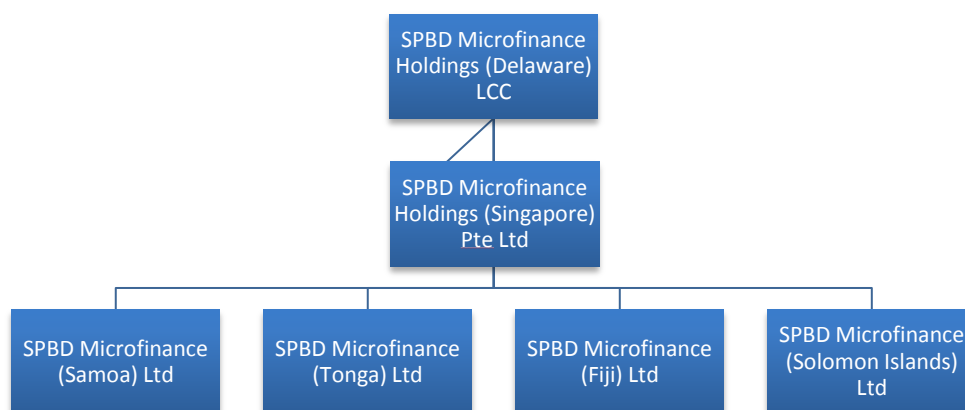 SPBD Microfinance
Holdings (Delaware)
LCC
SPBD Microfinance
Holdings (Singapore)
Pte Ltd
SPBD Microfinance
(Samoa) Ltd
SPBD Microfinance
(Tonga) Ltd
SPBD Microfinance
(Fiji) Ltd
SPBD Microfinance
(Solomon Islands)
Ltd